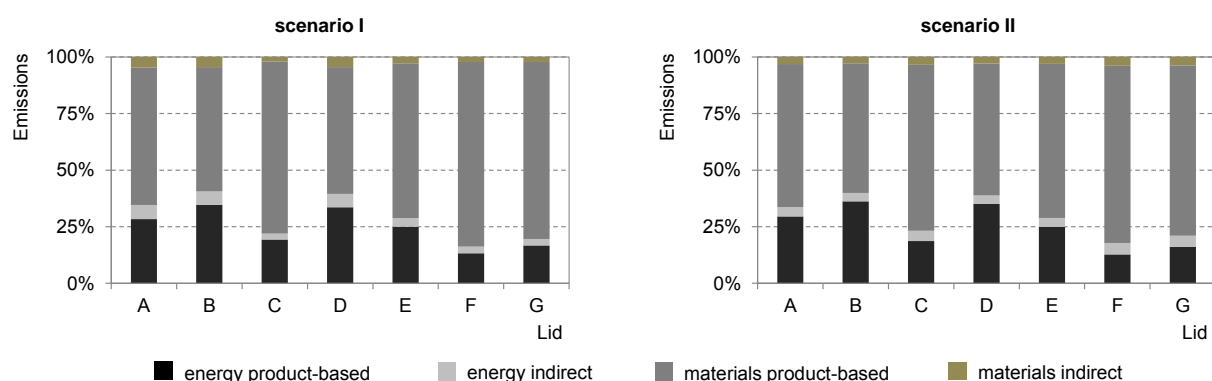 scenario I
scenario II
Emissions
100%
75%
50%
25%
0%
A B C D E F G
Lid
Emissions
100%
75%
50%
25%
0%
A B C D E F G
Lid
energy product-based energy indirect materials product-based materials indirect